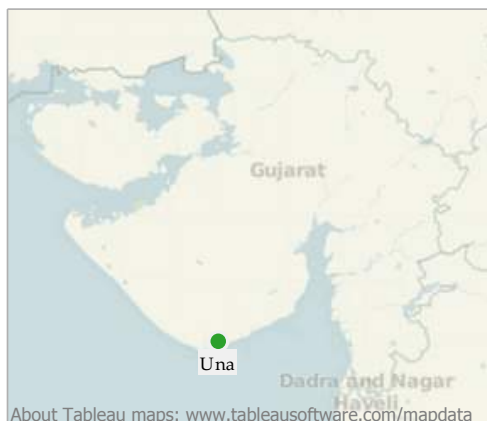 Gujarat
Una
Dadra and Nagar
Haveli
About Tableau maps: www.tableausoftware.com/mapdata